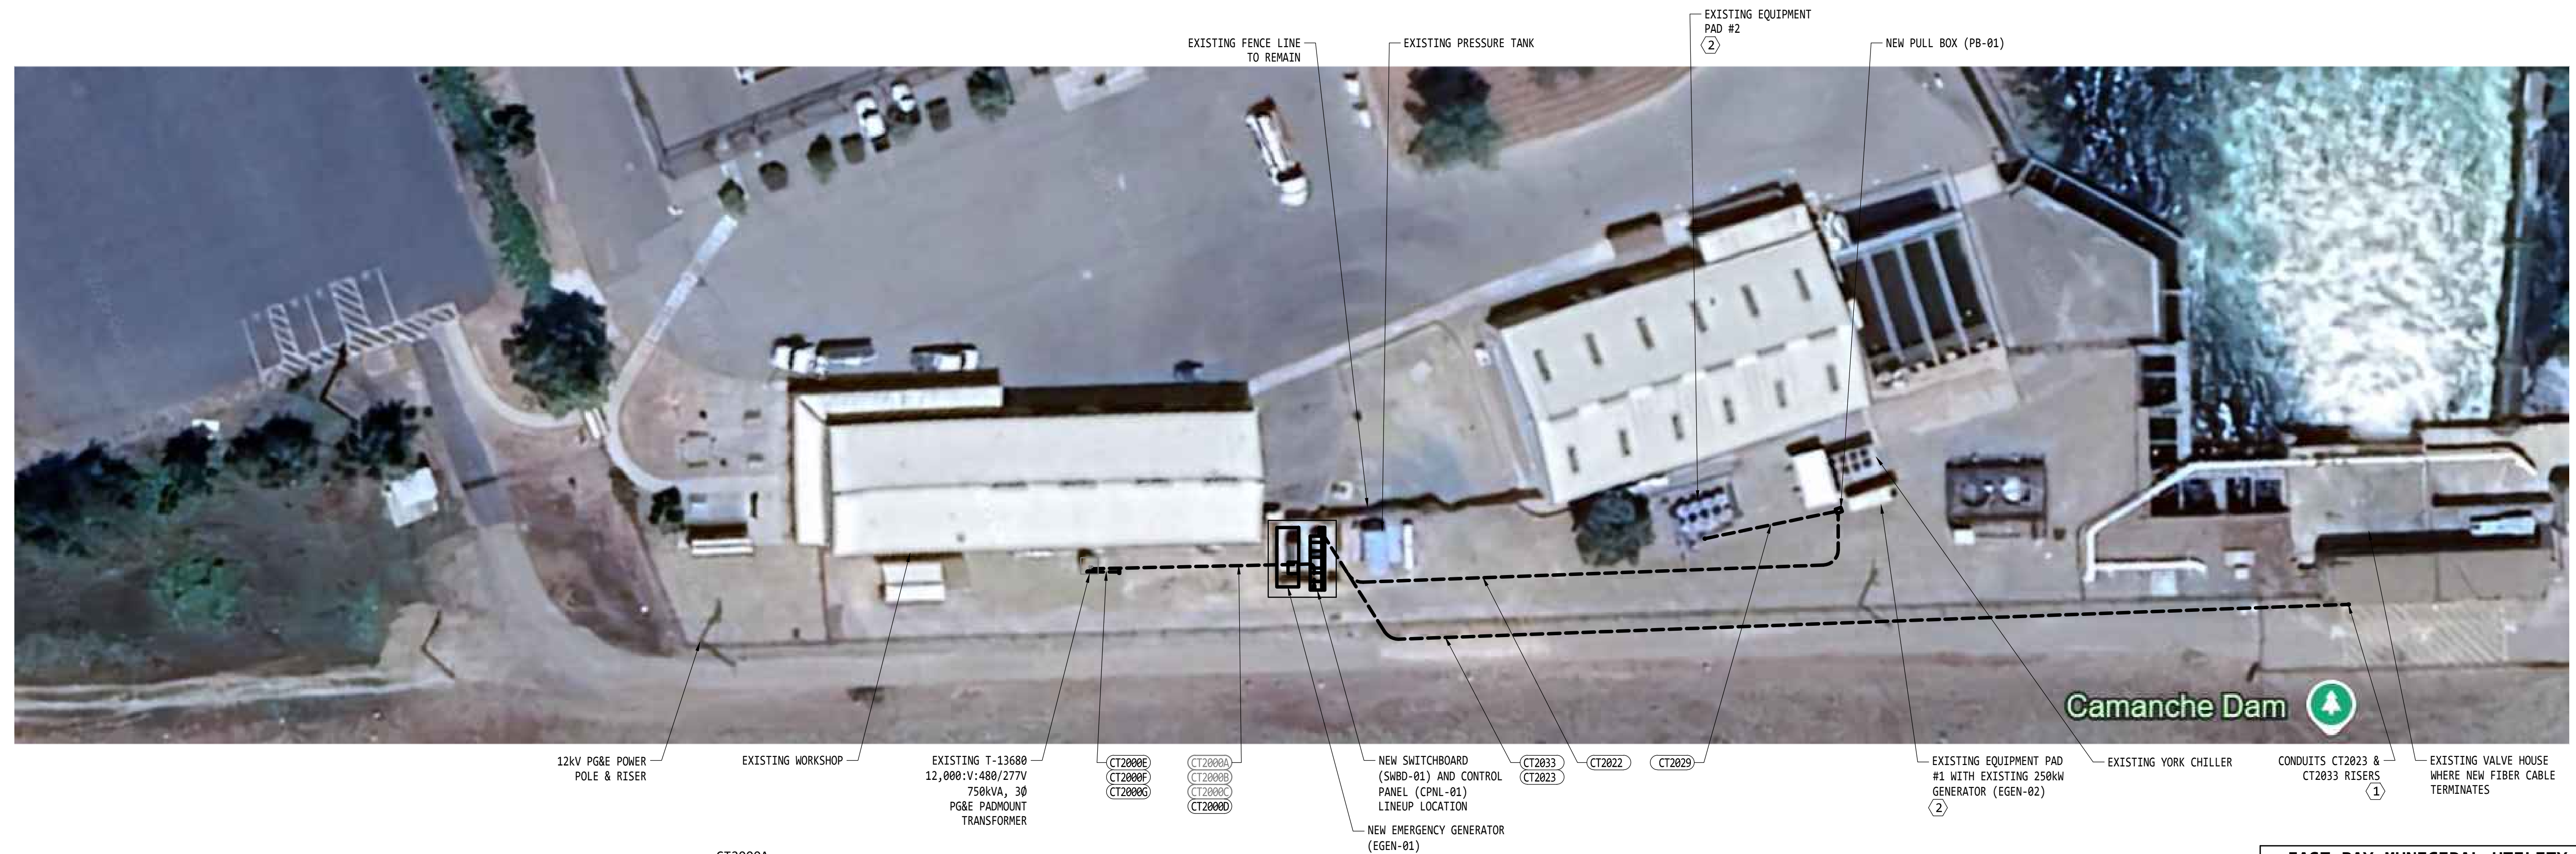 EXISTING EQUIPMENT
PAD #2
2
EXISTING FENCE LINE
TO REMAIN
EXISTING PRESSURE TANK
NEW PULL BOX (PB-01)
Camanche Dam
12kV PG&E POWER
POLE & RISER
EXISTING WORKSHOP
EXISTING T-13680
12,000:V:480/277V
750kVA, 3Ø
PG&E PADMOUNT
TRANSFORMER
CT2000E
CT2000F
CT2000G
CT2000A
CT2000B
CT2000C
CT2000D
NEW SWITCHBOARD
(SWBD-01) AND CONTROL
PANEL (CPNL-01)
LINEUP LOCATION
NEW EMERGENCY GENERATOR
(EGEN-01)
CT2033
CT2023
CT2022
CT2029
EXISTING EQUIPMENT PAD
#1 WITH EXISTING 250kW
GENERATOR (EGEN-02)
2
EXISTING YORK CHILLER
CONDUITS CT2023 &
CT2033 RISERS
1
EXISTING VALVE HOUSE
WHERE NEW FIBER CABLE
TERMINATES